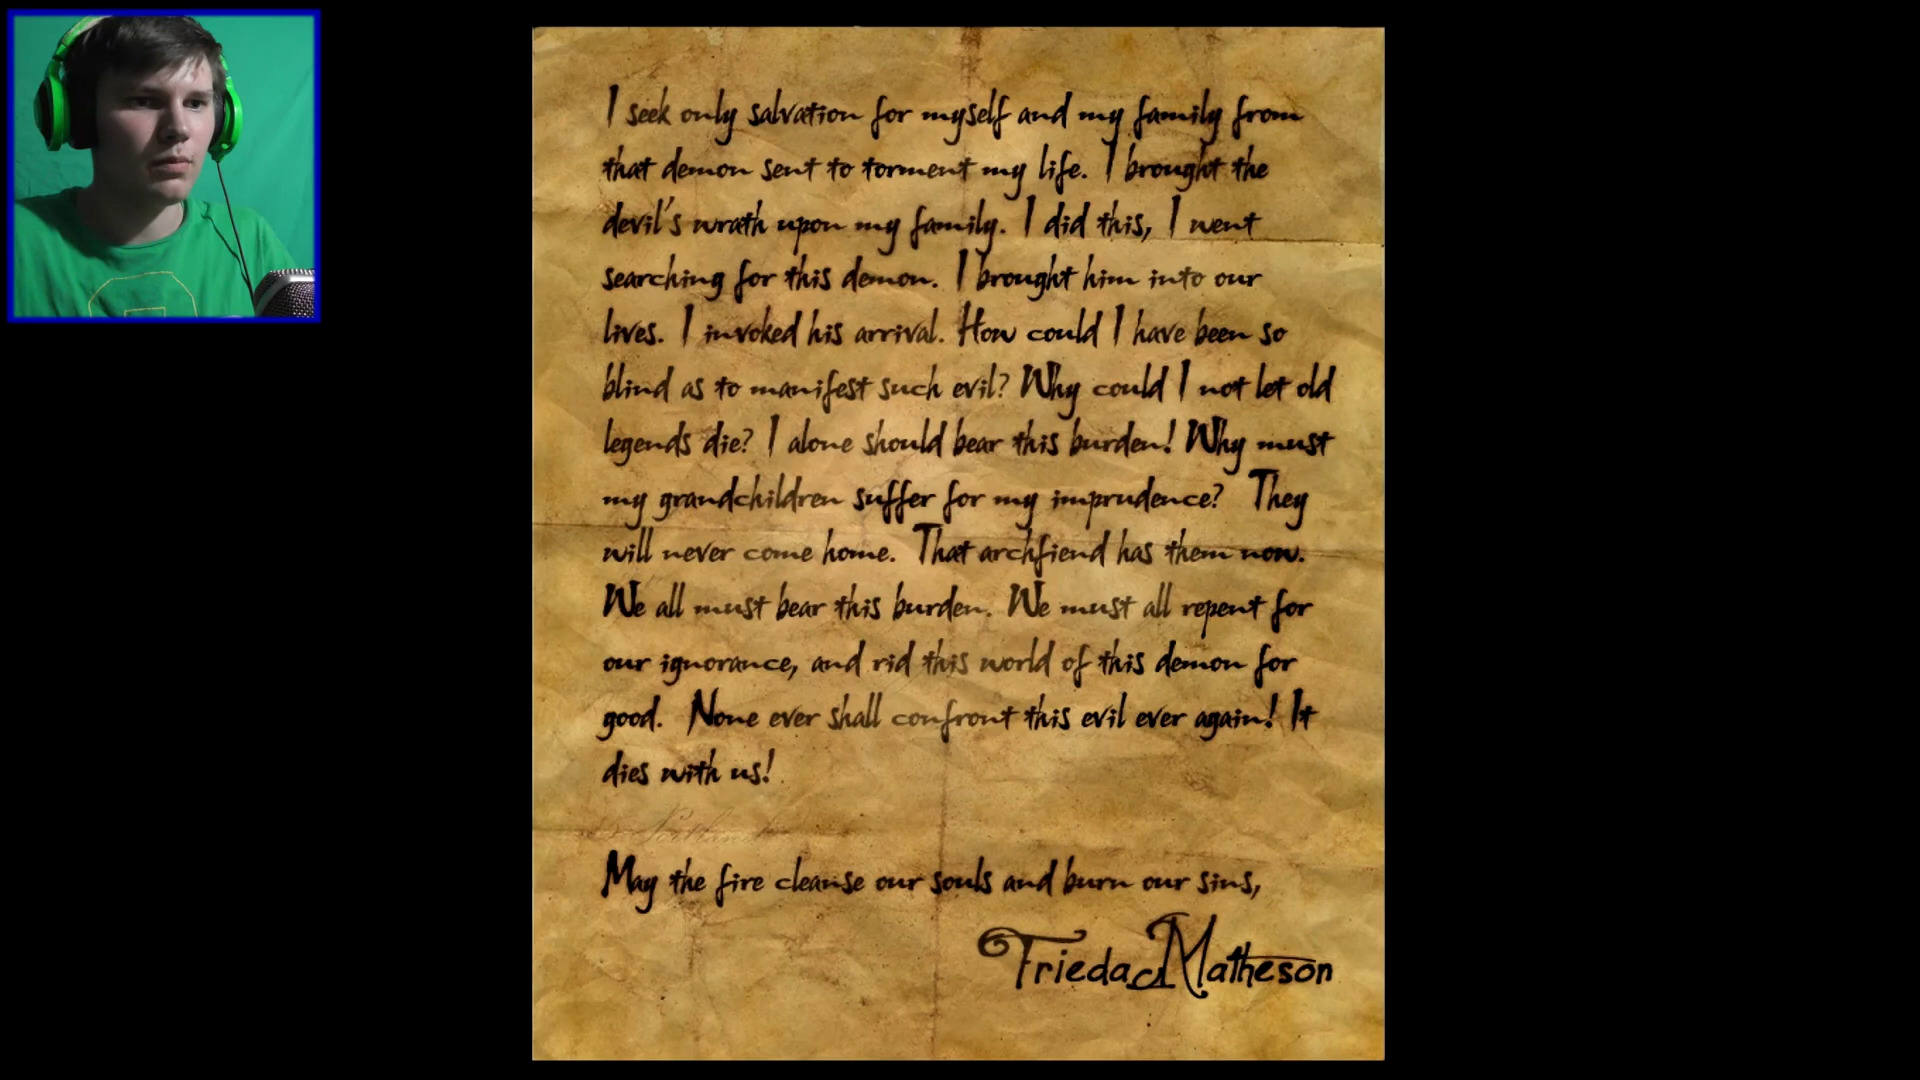 I seek only salvation for myself and my family from
that demon sent to torment my life. I brought the
devil's wrath upon my family. I did this, I went
searching for this demon. I brought him into our
lives. I invoked his arrival. How could I have been so
blind as to manifest such evil? Why could I not let old
legends die? I alone should bear this burden! Why must
my grandchildren suffer for my imprudence? They
will never come home. That archfiend has them now.
We all must bear this burden. We must all repent for
our ignorance, and rid this world of this demon for
good. None ever shall confront this evil ever again! It
dies with us!
May the fire cleanse our souls and burn our sins,
Frieda Matheson